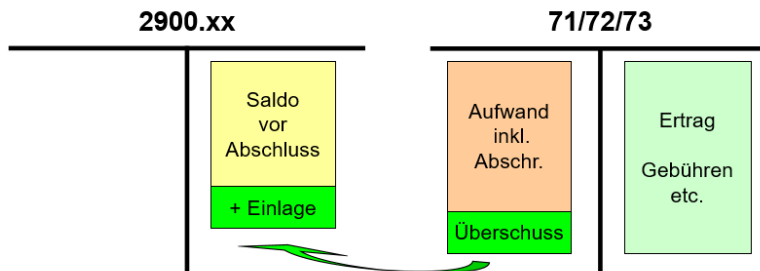 2900.xx
71/72/73
Saldo
vor
Abschluss
+ Einlage
Aufwand
inkl.
Abschr.
Überschuss
Ertrag
Gebühren
etc.